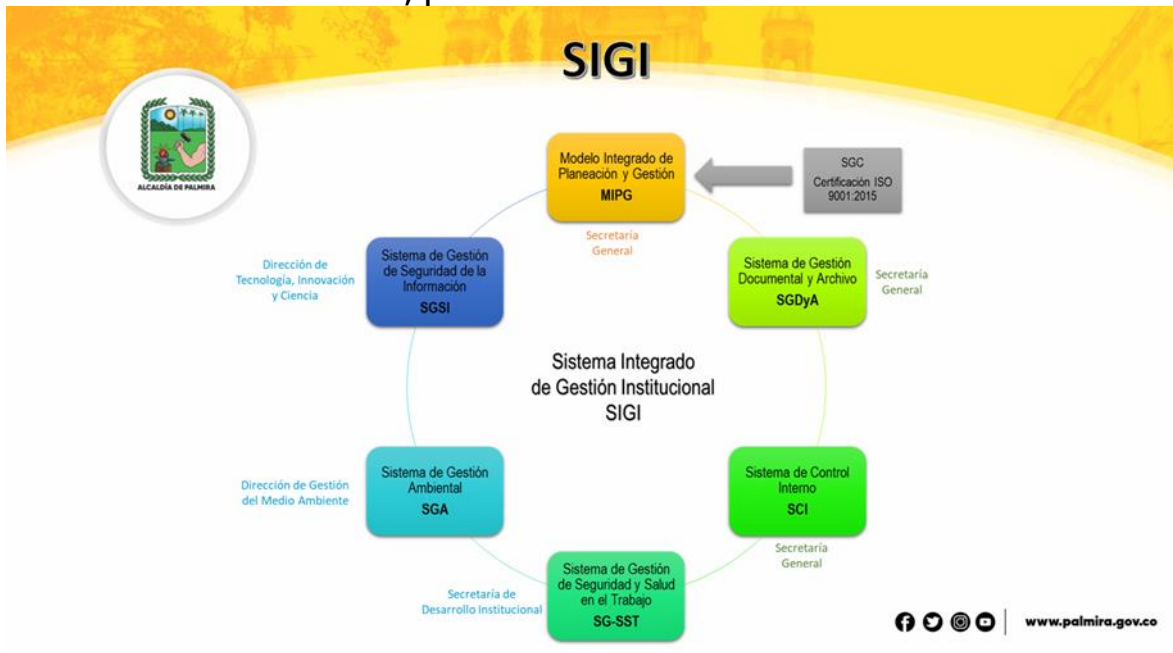 SIGI
ALCALDÍA DE PALMIRA
Modelo Integrado de
Planeación y Gestión
MIPG
SGC
Certificación ISO
9001:2015
Secretaría
General
Sistema de Gestión
Documental y Archivo
SGDyA
Secretaría
General
Sistema de Control
Interno
SCI
Secretaría
General
Sistema de Gestión
de Seguridad y Salud
en el Trabajo
SG-SST
Secretaría de
Desarrollo Institucional
Sistema de Gestión
Ambiental
SGA
Dirección de Gestión
del Medio Ambiente
Sistema de Gestión
de Seguridad de la
Información
SGSI
Dirección de
Tecnología, Innovación
y Ciencia
Sistema Integrado
de Gestión Institucional
SIGI
www.palmira.gov.co